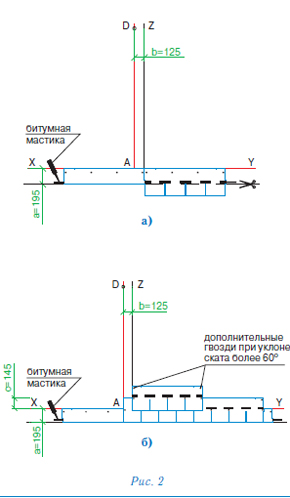 D Z
b=125
битумная
мастика
X A Y
a=195
а)
D Z
b=125
дополнительные
гвозди при уклоне
ската более 60°
битумная
мастика
c=145
X A Y
a=195
б)
Рис. 2